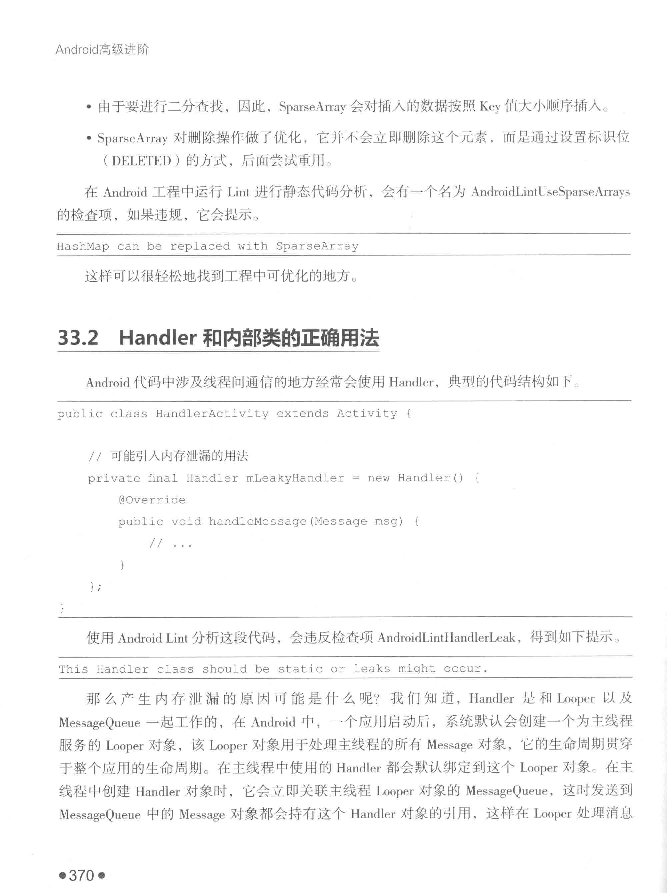 Android高级进阶
• 由于要进行二分查找，因此，SparseArray 会对插入的数据按照 Key 值大小顺序插入。
• SparseArray 对删除操作做了优化，它并不会立即删除这个元素，而是通过设置标识位
（DELETED）的方式，后面尝试重用。
在 Android 工程中运行 Lint 进行静态代码分析，会有一个名为 AndroidLintUseSparseArrays
的检查项，如果违规，它会提示。
HashMap can be replaced with SparseArray
这样可以很轻松地找到工程中可优化的地方。
33.2 Handler 和内部类的正确用法
Android 代码中涉及线程间通信的地方经常会使用 Handler，典型的代码结构如下。
public class HandlerActivity extends Activity {
// 可能引入内存泄漏的用法
private final Handler mLeakyHandler = new Handler() {
@Override
public void handleMessage(Message msg) {
// ...
}
};
}
使用 Android Lint 分析这段代码，会违反检查项 AndroidLintHandlerLeak，得到如下提示。
This Handler class should be static or leaks might occur.
那么产生内存泄漏的原因可能是什么呢？我们知道，Handler 是和 Looper 以及
MessageQueue 一起工作的，在 Android 中，一个应用启动后，系统默认会创建一个为主线程
服务的 Looper 对象，该 Looper 对象用于处理主线程的所有 Message 对象，它的生命周期贯穿
于整个应用的生命周期。在主线程中使用的 Handler 都会默认绑定到这个 Looper 对象。在主
线程中创建 Handler 对象时，它会立即关联主线程 Looper 对象的 MessageQueue，这时发送到
MessageQueue 中的 Message 对象都会持有这个 Handler 对象的引用，这样在 Looper 处理消息
•370•